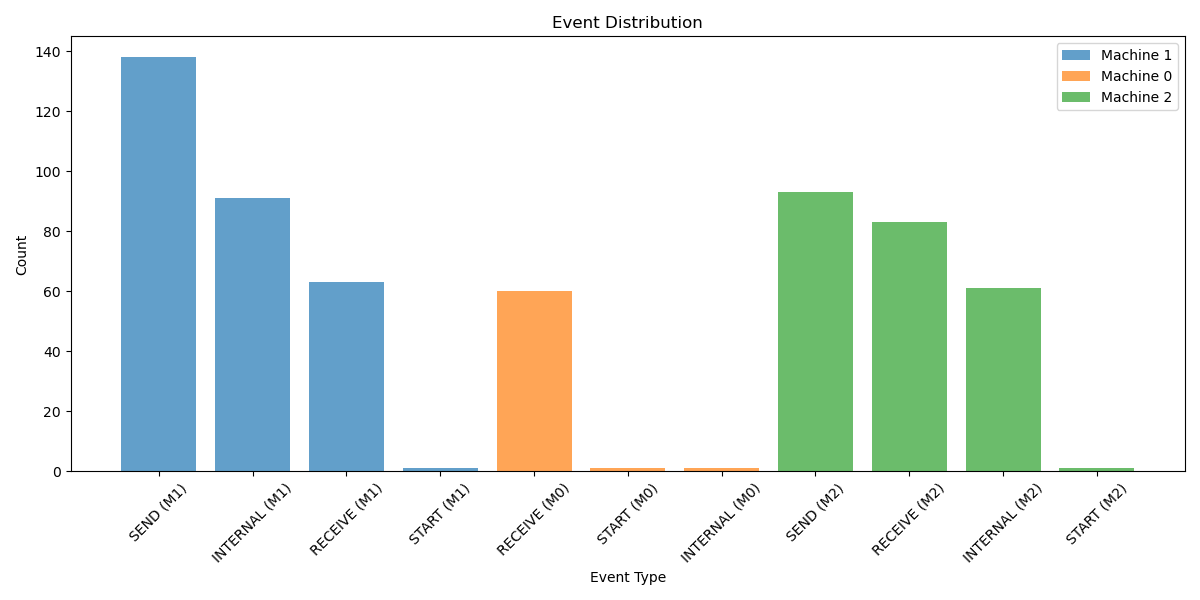 Event Distribution
Machine 1
Machine 0
Machine 2
140
120
100
80
60
40
20
0
Count
SEND (M1)
INTERNAL (M1)
RECEIVE (M1)
START (M1)
RECEIVE (M0)
START (M0)
INTERNAL (M0)
SEND (M2)
RECEIVE (M2)
INTERNAL (M2)
START (M2)
Event Type